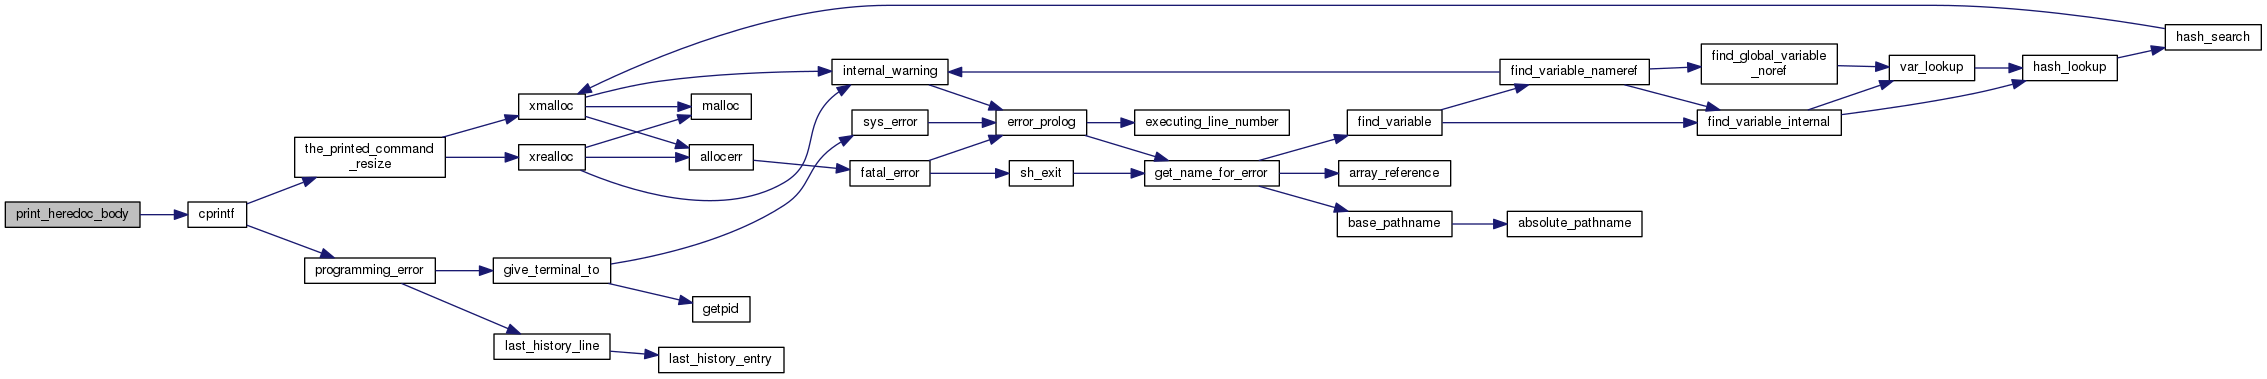 print_heredoc_body
cprintf
the_printed_command
_resize
programming_error
xmalloc
xrealloc
give_terminal_to
last_history_line
malloc
allocerr
getpid
last_history_entry
internal_warning
sys_error
fatal_error
error_prolog
sh_exit
executing_line_number
get_name_for_error
find_variable
array_reference
base_pathname
find_variable_nameref
absolute_pathname
find_global_variable
_noref
find_variable_internal
var_lookup
hash_lookup
hash_search